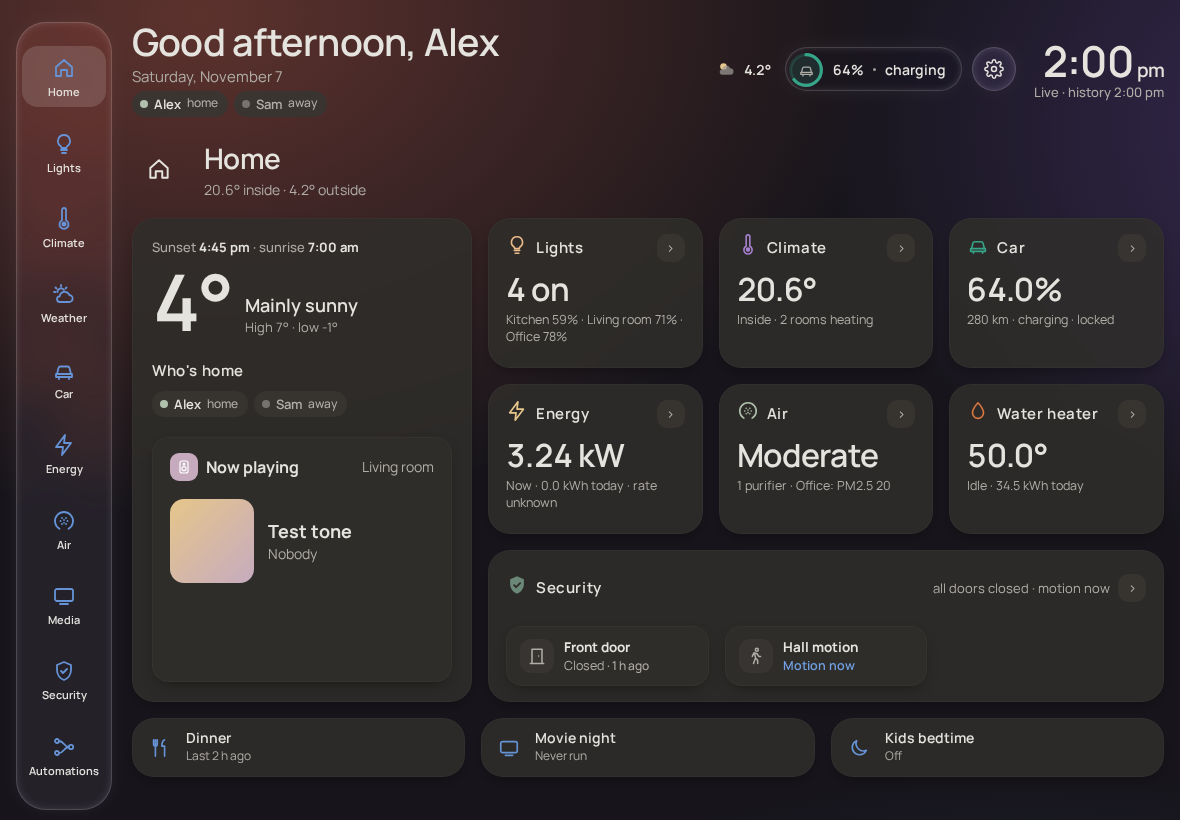 Good afternoon, Alex
Saturday, November 7
Alex home
Sam away
4.2°
64% · charging
2:00 pm
Live · history 2:00 pm
Home
Lights
Climate
Weather
Car
Energy
Air
Media
Security
Automations
Home
20.6° inside · 4.2° outside
Sunset 4:45 pm · sunrise 7:00 am
4°
Mainly sunny
High 7° · low -1°
Who's home
Alex home
Sam away
Now playing
Living room
Test tone
Nobody
Lights
4 on
Kitchen 59% · Living room 71% ·
Office 78%
Climate
20.6°
Inside · 2 rooms heating
Car
64.0%
280 km · charging · locked
Energy
3.24 kW
Now · 0.0 kWh today · rate
unknown
Air
Moderate
1 purifier · Office: PM2.5 20
Water heater
50.0°
Idle · 34.5 kWh today
Security
all doors closed · motion now
Front door
Closed · 1 h ago
Hall motion
Motion now
Dinner
Last 2 h ago
Movie night
Never run
Kids bedtime
Off